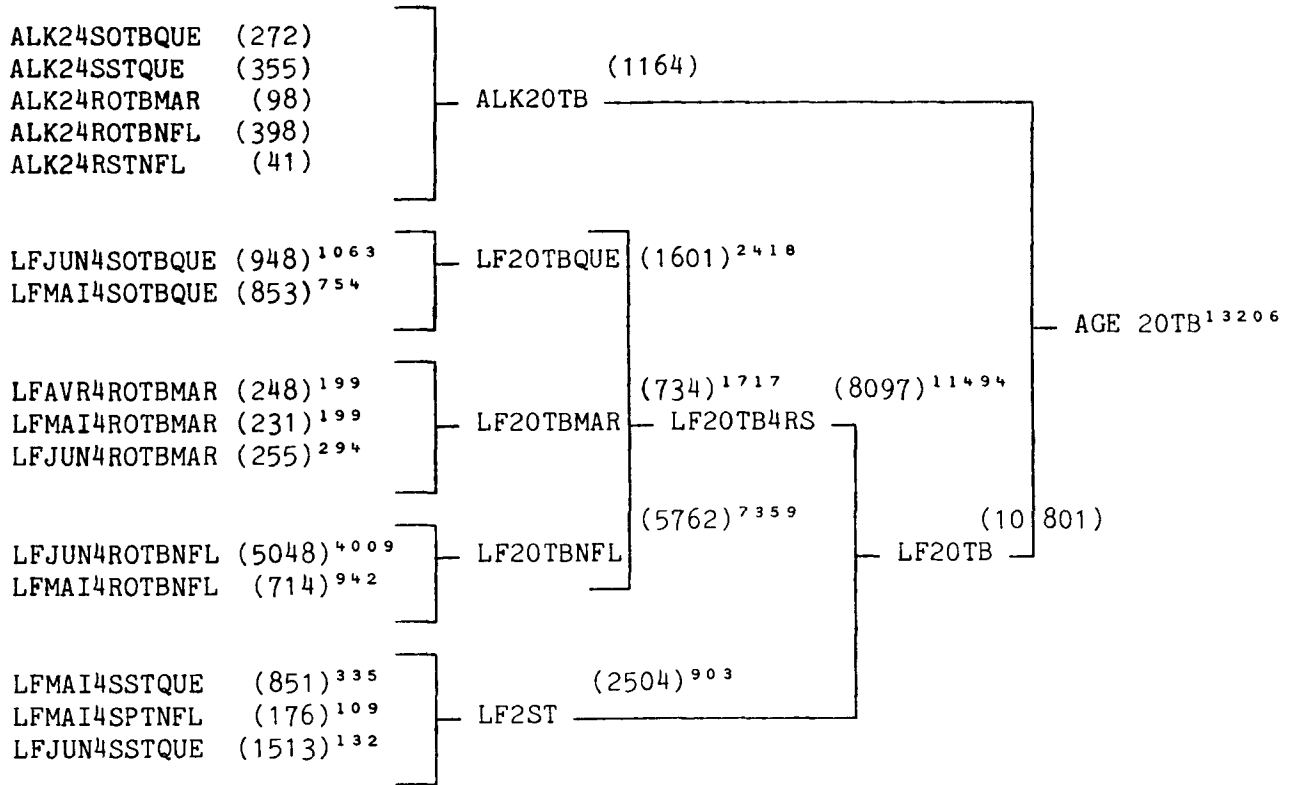 ALK24SOTBQUE (272)
ALK24SSTQUE (355)
ALK24ROTBMAR (98)
ALK24ROTBNFL (398)
ALK24RSTNFL (41)
ALK20TB (1164)
LFJUN4SOTBQUE (948)¹⁰⁶³
LFMAI4SOTBQUE (853)⁷⁵⁴
LF20TBQUE (1601)²⁴¹⁸
AGE 20TB¹³²⁰⁶
LFAVR4ROTBMAR (248)¹⁹⁹
LFMAI4ROTBMAR (231)¹⁹⁹
LFJUN4ROTBMAR (255)²⁹⁴
LF20TBMAR (734)¹⁷¹⁷
LF20TB4RS (8097)¹¹⁴⁹⁴
LFJUN4ROTBNFL (5048)⁴⁰⁰⁹
LFMAI4ROTBNFL (714)⁹⁴²
LF20TBNFL (5762)⁷³⁵⁹
LF20TB (10 801)
LFMAI4SSTQUE (851)³³⁵
LFMAI4SPTNFL (176)¹⁰⁹
LFJUN4SSTQUE (1513)¹³²
LF2ST (2504)⁹⁰³